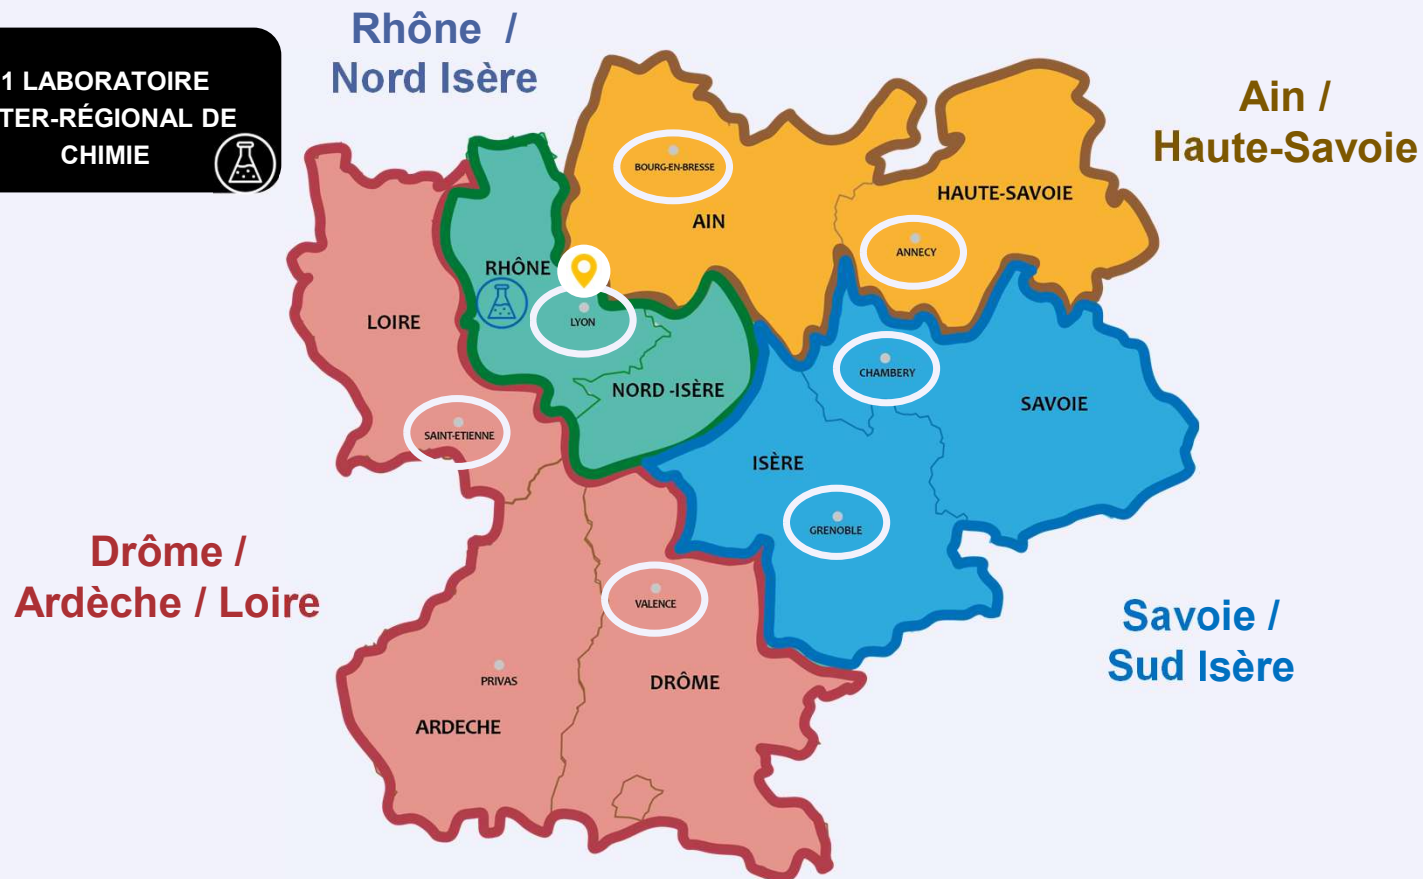 Rhône /
Nord Isère
1 LABORATOIRE
TER-RÉGIONAL DE
CHIMIE
Ain /
Haute-Savoie
BOURG-EN-BRESSE
AIN
HAUTE-SAVOIE
ANNECY
RHÔNE
LYON
LOIRE
NORD -ISÈRE
CHAMBERY
SAVOIE
SAINT-ETIENNE
ISÈRE
GRENOBLE
Drôme /
Ardèche / Loire
VALENCE
Savoie /
Sud Isère
PRIVAS
DRÔME
ARDECHE